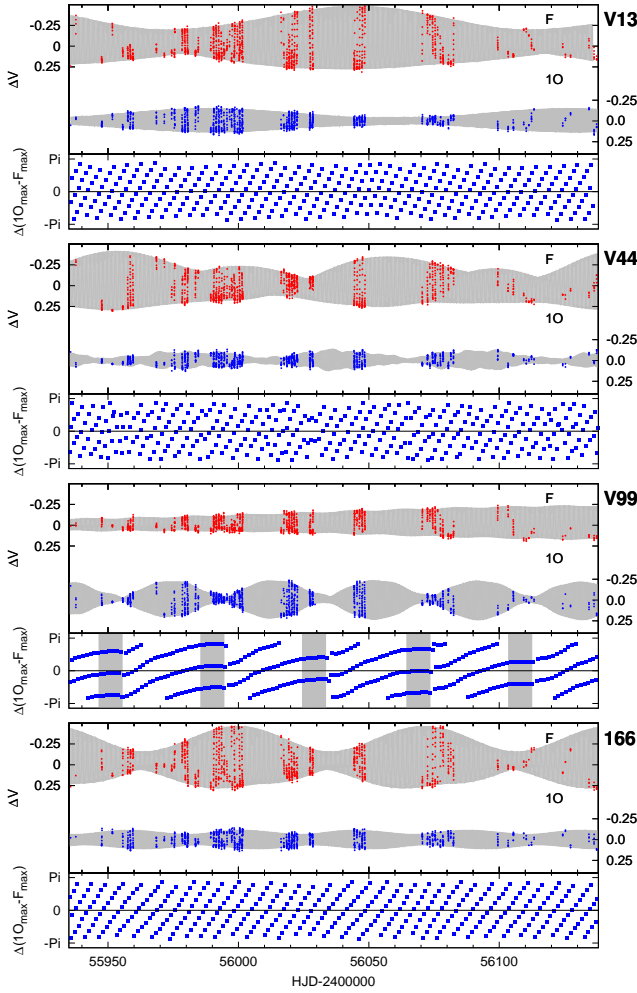 V13
F
-0.25
0
0.25
ΔV
1O
-0.25
0.0
0.25
Pi
0
-Pi
Δ(1Omax-Fmax)
V44
F
-0.25
0
0.25
ΔV
1O
-0.25
0.0
0.25
Pi
0
-Pi
Δ(1Omax-Fmax)
V99
F
-0.25
0
0.25
ΔV
1O
-0.25
0.0
0.25
Pi
0
-Pi
Δ(1Omax-Fmax)
166
F
-0.25
0
0.25
ΔV
1O
-0.25
0.0
0.25
Pi
0
-Pi
Δ(1Omax-Fmax)
55950 56000 56050 56100
HJD-2400000